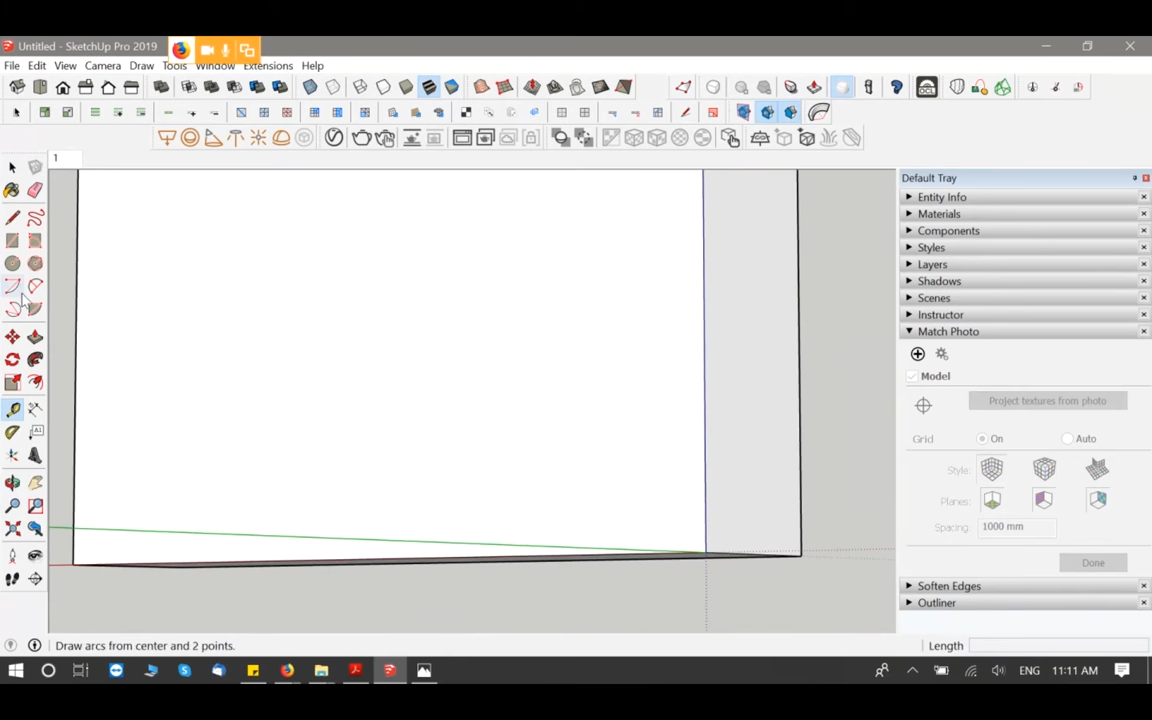 Untitled - SketchUp Pro 2019
File Edit View Camera Draw Tools Window Extensions Help
1
Default Tray
Entity Info
Materials
Components
Styles
Layers
Shadows
Scenes
Instructor
Match Photo
Model
Project textures from photo
Grid On Auto
Style:
Planes:
Spacing: 1000 mm
Done
Soften Edges
Outliner
Draw arcs from center and 2 points. Length
ENG 11:11 AM